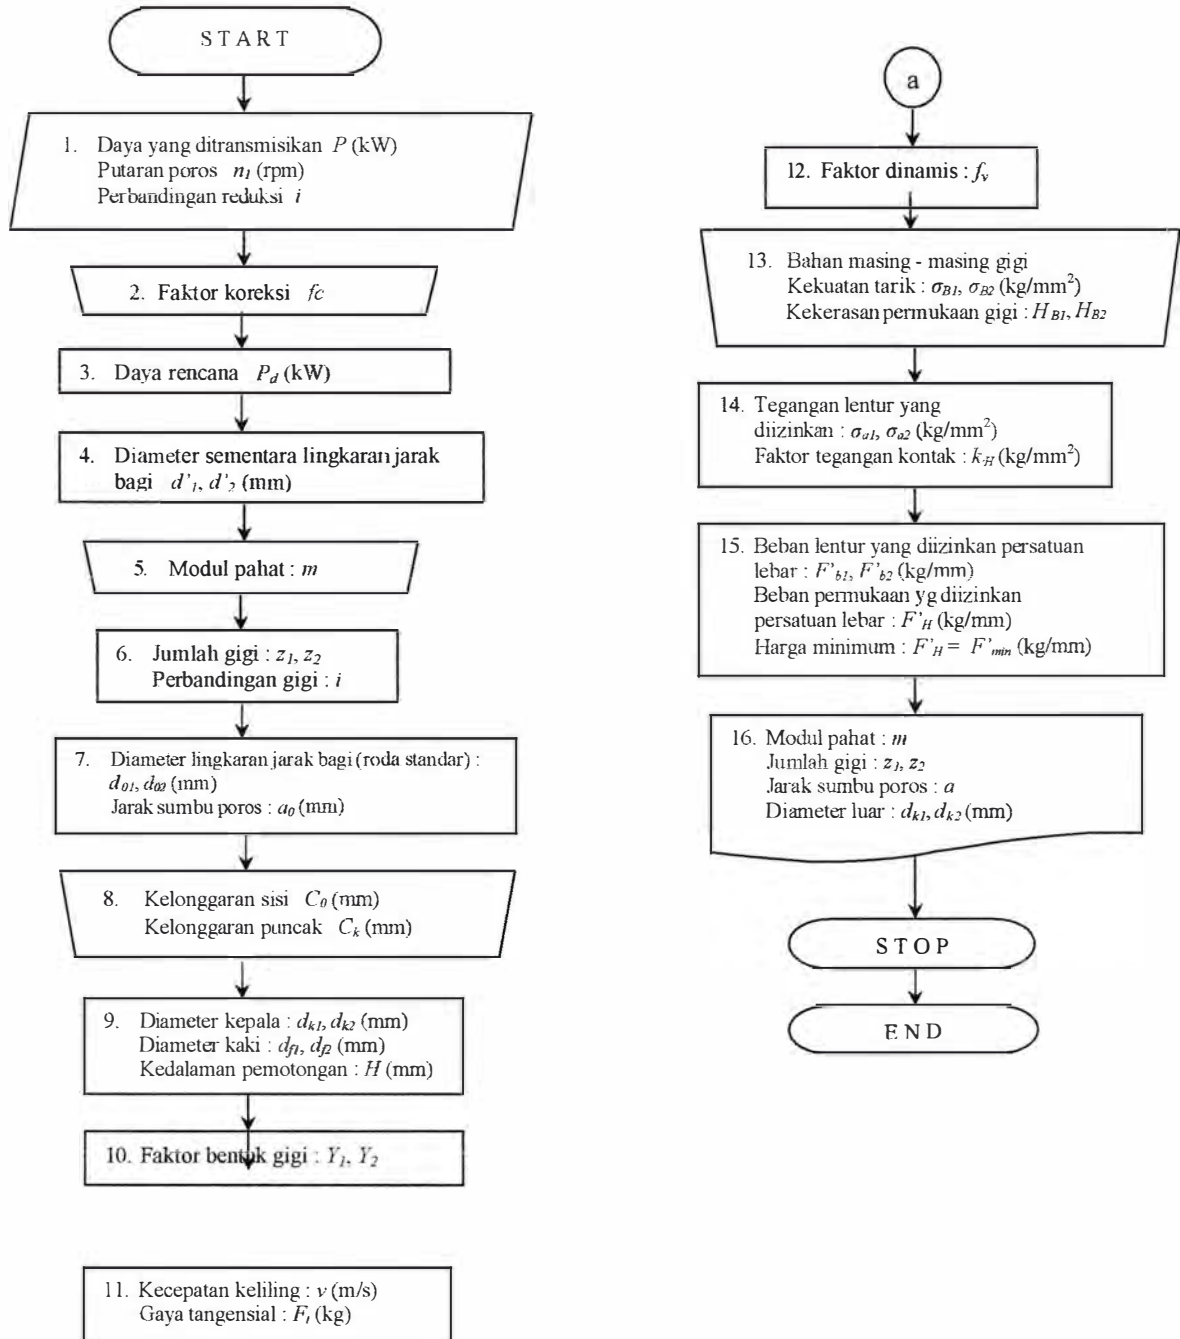 START
1. Daya yang ditransmisikan P (kW)
Putaran poros n1 (rpm)
Perbandingan reduksi i
2. Faktor koreksi fc
3. Daya rencana Pd (kW)
4. Diameter sementara lingkaran jarak
bagi d'1, d'2 (mm)
5. Modul pahat : m
6. Jumlah gigi : z1, z2
Perbandingan gigi : i
7. Diameter lingkaran jarak bagi (roda standar) :
d01, d02 (mm)
Jarak sumbu poros : a0 (mm)
8. Kelonggaran sisi C0 (mm)
Kelonggaran puncak Ck (mm)
9. Diameter kepala : dk1, dk2 (mm)
Diameter kaki : df1, df2 (mm)
Kedalaman pemotongan : H (mm)
10. Faktor bentuk gigi : Y1, Y2
11. Kecepatan keliling : v (m/s)
Gaya tangensial : Ft (kg)
a
12. Faktor dinamis : fv
13. Bahan masing - masing gigi
Kekuatan tarik : σB1, σB2 (kg/mm²)
Kekerasan permukaan gigi : HB1, HB2
14. Tegangan lentur yang
diizinkan : σa1, σa2 (kg/mm²)
Faktor tegangan kontak : kH (kg/mm²)
15. Beban lentur yang diizinkan persatuan
lebar : F'b1, F'b2 (kg/mm)
Beban permukaan yg diizinkan
persatuan lebar : F'H (kg/mm)
Harga minimum : F'H = F'min (kg/mm)
16. Modul pahat : m
Jumlah gigi : z1, z2
Jarak sumbu poros : a
Diameter luar : dk1, dk2 (mm)
STOP
END